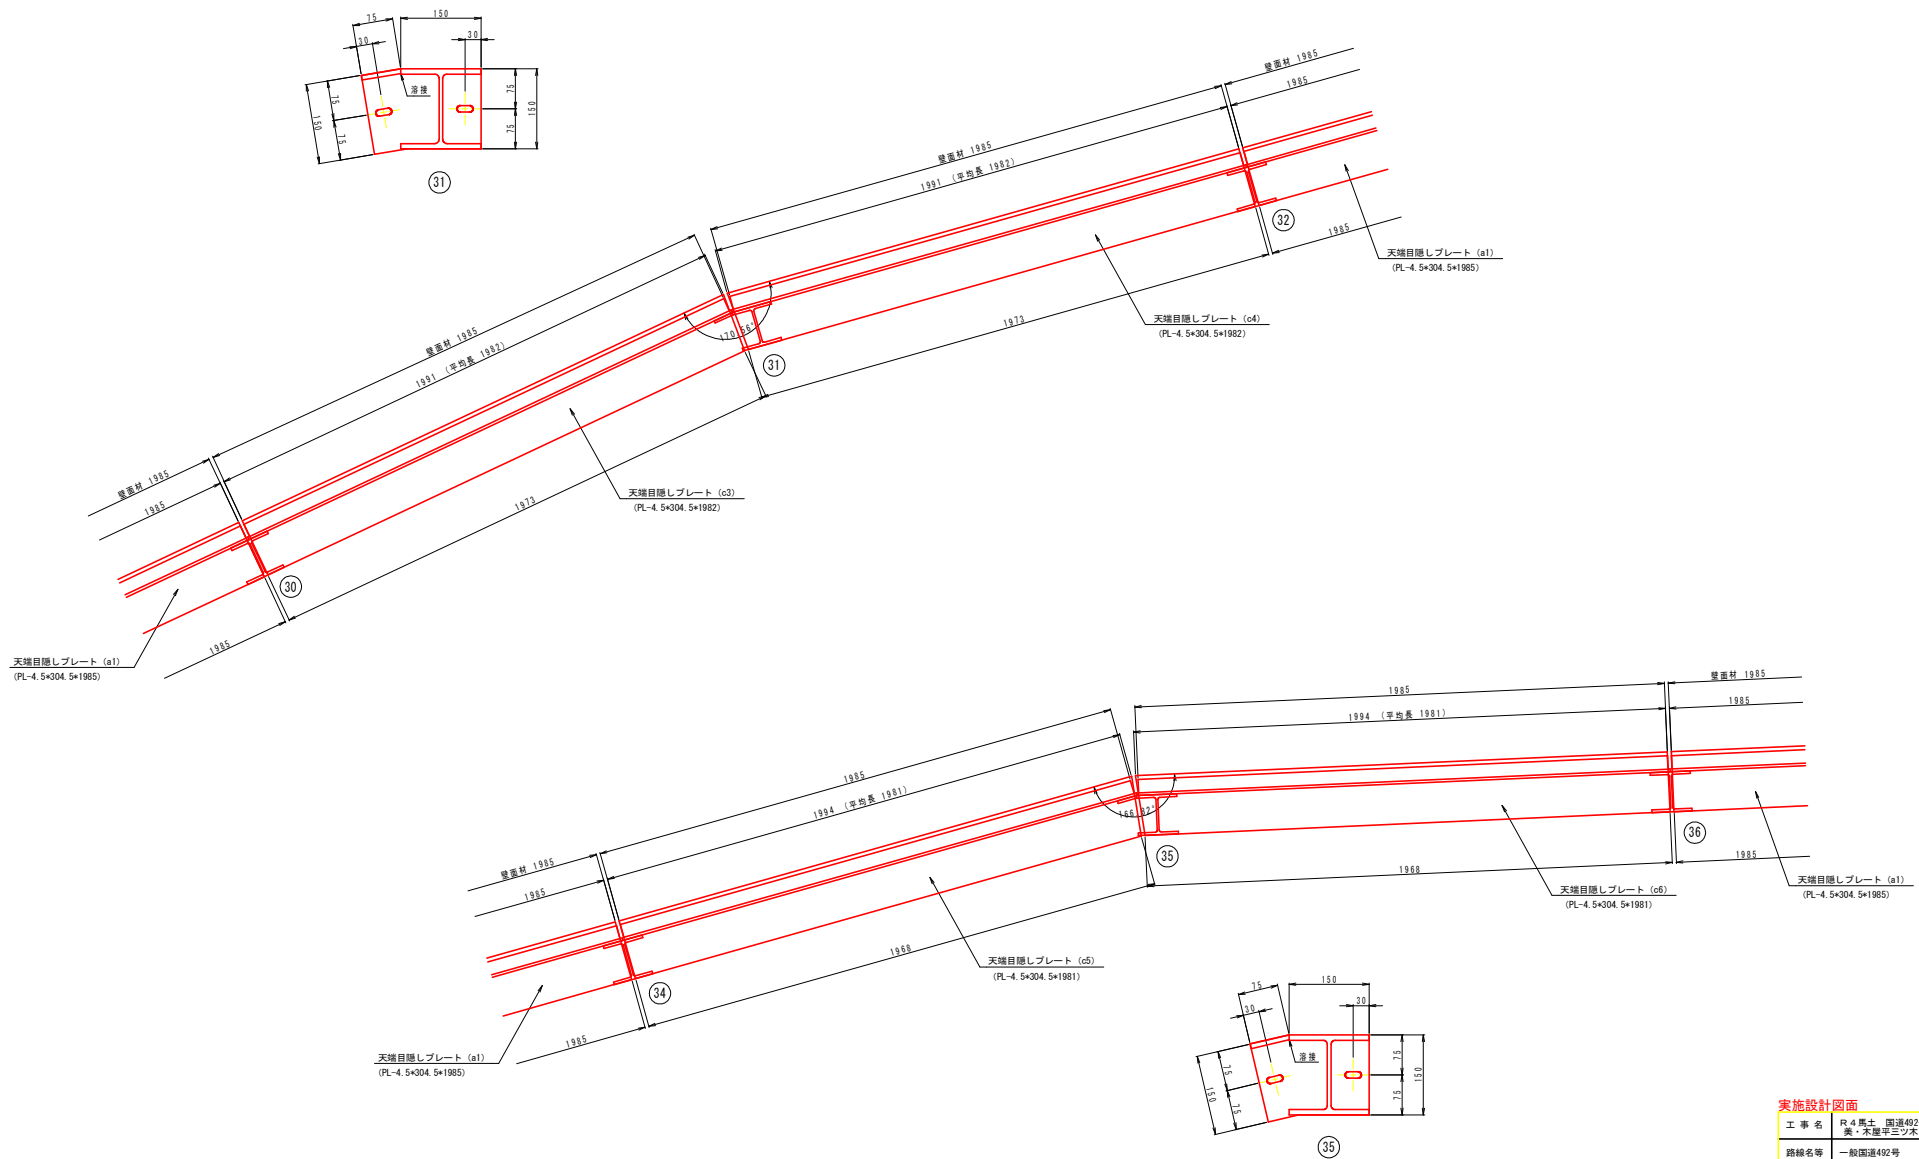 75
150
30
30
溶接
75
75
150
75
75
150
31
壁面材 1985
1985
壁面材 1985
1991 (平均長 1982)
32
1985
天端目隠しプレート (a1)
(PL-4.5*304.5*1985)
天端目隠しプレート (c4)
(PL-4.5*304.5*1982)
1973
170.56°
31
壁面材 1985
1991 (平均長 1982)
天端目隠しプレート (c3)
(PL-4.5*304.5*1982)
1973
壁面材 1985
1985
30
1985
天端目隠しプレート (a1)
(PL-4.5*304.5*1985)
壁面材 1985
1985
1985
1994 (平均長 1981)
1985
1994 (平均長 1981)
36
35
1985
1968
天端目隠しプレート (a1)
(PL-4.5*304.5*1985)
天端目隠しプレート (c6)
(PL-4.5*304.5*1981)
壁面材 1985
1985
1968
天端目隠しプレート (c5)
(PL-4.5*304.5*1981)
34
1985
天端目隠しプレート (a1)
(PL-4.5*304.5*1985)
75
150
30
30
溶接
75
75
150
75
75
150
35
実施設計図面
工事名
R4馬土 国道492
美・木屋平三ツ木
路線名等
一般国道492号